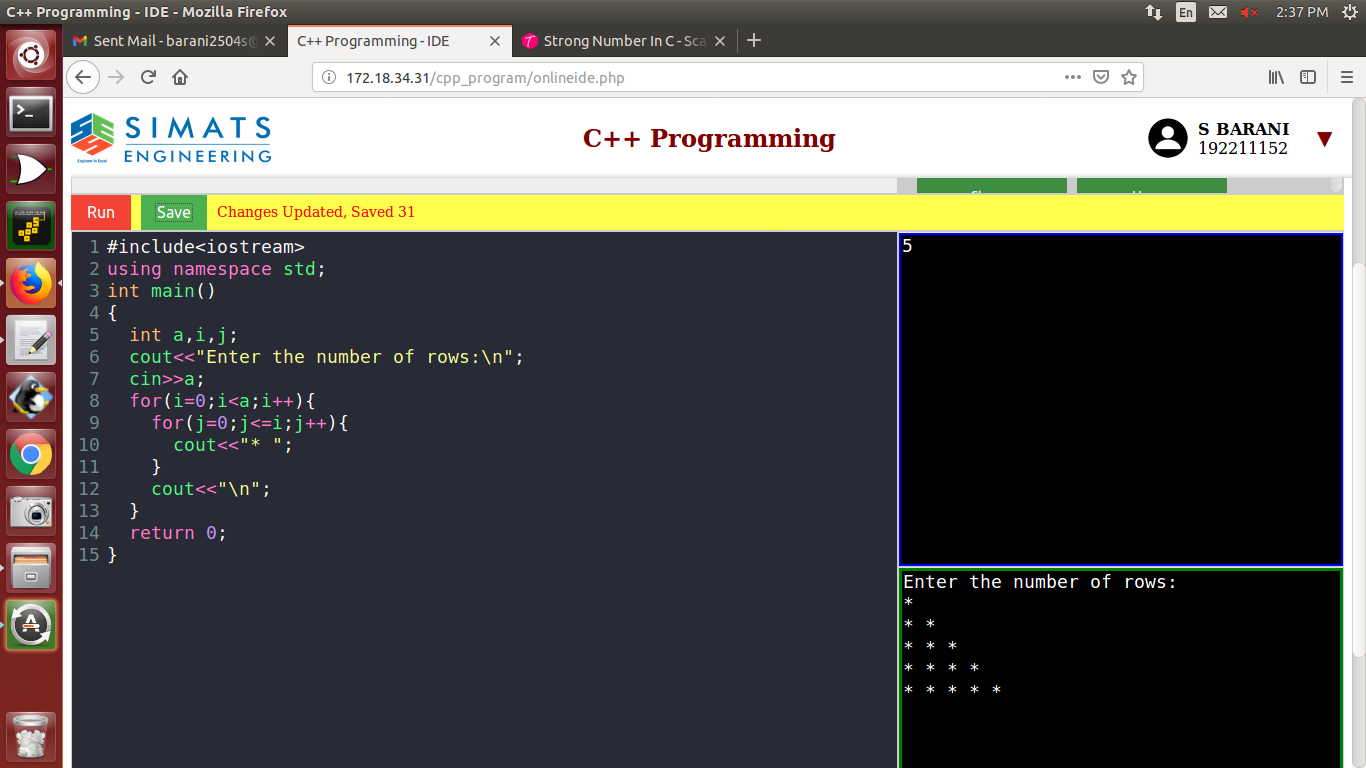 C++ Programming - IDE - Mozilla Firefox
En
2:37 PM
Sent Mail - barani2504s@
C++ Programming - IDE
Strong Number In C - Sca
172.18.34.31/cpp_program/onlineide.php
SIMATS
ENGINEERING
Engineer to Excel
C++ Programming
S BARANI
192211152
Run
Save
Changes Updated, Saved 31
1 #include<iostream>
2 using namespace std;
3 int main()
4 {
5   int a,i,j;
6   cout<<"Enter the number of rows:\n";
7   cin>>a;
8   for(i=0;i<a;i++){
9     for(j=0;j<=i;j++){
10       cout<<"* ";
11     }
12     cout<<"\n";
13   }
14   return 0;
15 }
5
Enter the number of rows:
*
* *
* * *
* * * *
* * * * *